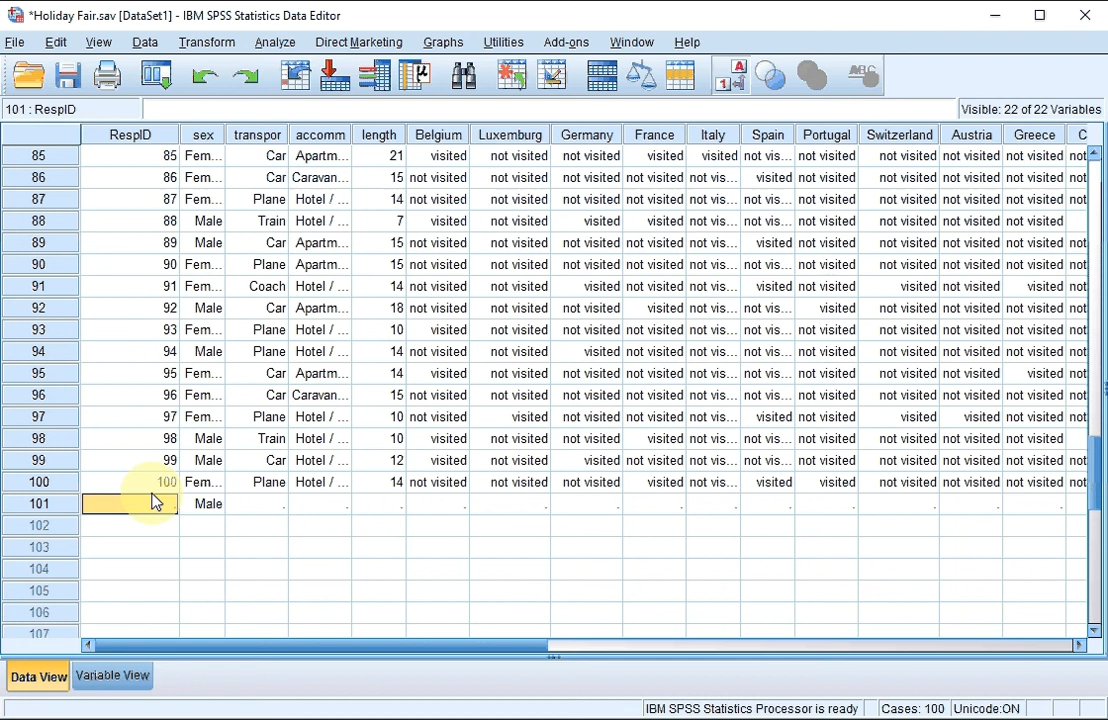 *Holiday Fair.sav [DataSet1] - IBM SPSS Statistics Data Editor
File Edit View Data Transform Analyze Direct Marketing Graphs Utilities Add-ons Window Help
101 : RespID Visible: 22 of 22 Variables
RespID sex transpor accomm length Belgium Luxemburg Germany France Italy Spain Portugal Switzerland Austria Greece C
85 85 Fem... Car Apartm... 21 visited not visited not visited visited visited not vis... not visited not visited not visited not visited not
86 86 Fem... Car Caravan... 15 not visited not visited not visited not visited not vis... visited not visited not visited not visited not visited not
87 87 Fem... Plane Hotel / ... 14 not visited not visited not visited not visited not vis... not vis... not visited not visited not visited not visited
88 88 Male Train Hotel / ... 7 visited not visited visited visited not vis... not vis... not visited not visited not visited not visited
89 89 Male Car Apartm... 15 not visited not visited not visited not visited not vis... visited not visited not visited not visited not visited not
90 90 Fem... Plane Apartm... 15 not visited not visited not visited not visited not vis... not vis... not visited not visited not visited not visited not
91 91 Fem... Coach Hotel / ... 14 not visited not visited not visited not visited not vis... not vis... not visited visited not visited visited not
92 92 Male Car Apartm... 18 not visited not visited not visited not visited not vis... not vis... visited not visited not visited visited not
93 93 Fem... Plane Hotel / ... 10 visited not visited not visited not visited not vis... not vis... not visited not visited not visited not visited not
94 94 Male Plane Hotel / ... 14 not visited not visited visited not visited not vis... not vis... not visited not visited not visited not visited not
95 95 Fem... Car Apartm... 14 visited not visited not visited not visited not vis... not vis... not visited not visited not visited visited not
96 96 Fem... Car Caravan... 15 not visited not visited not visited not visited not vis... not vis... not visited not visited not visited not visited not
97 97 Fem... Plane Hotel / ... 10 not visited visited not visited not visited not vis... visited not visited visited visited not visited not
98 98 Male Train Hotel / ... 10 visited not visited not visited visited not vis... not vis... not visited not visited not visited not visited
99 99 Male Car Hotel / ... 12 visited not visited visited not visited not vis... not vis... not visited not visited not visited not visited not
100 100 Fem... Plane Hotel / ... 14 not visited not visited not visited visited not vis... visited visited not visited not visited not visited not
101 . Male . . . . . . . . . . . . .
102
103
104
105
106
107
Data View Variable View
IBM SPSS Statistics Processor is ready Cases: 100 Unicode:ON